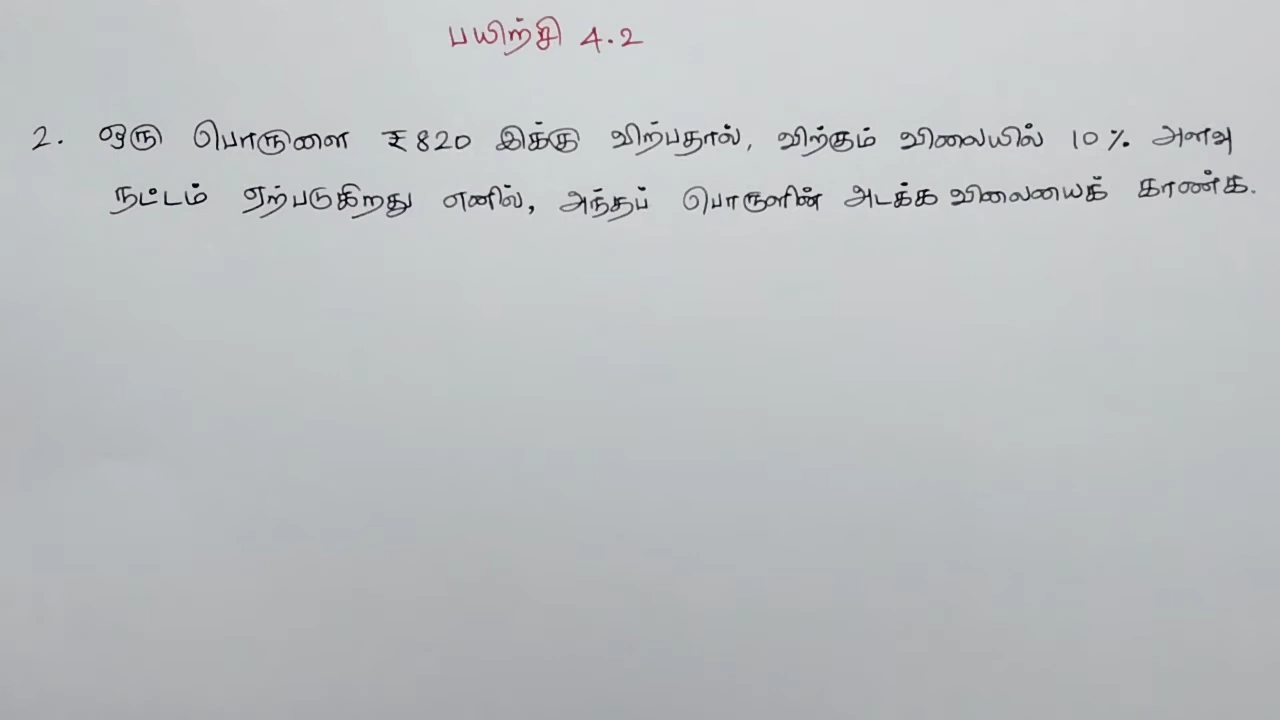 பயிற்சி 4.2
2. ஒரு பொருளை ₹820 இக்கு விற்பதால், விற்கும் விலையில் 10% அளவு
நட்டம் ஏற்படுகிறது எனில், அந்தப் பொருளின் அடக்க விலையைக் காண்க.